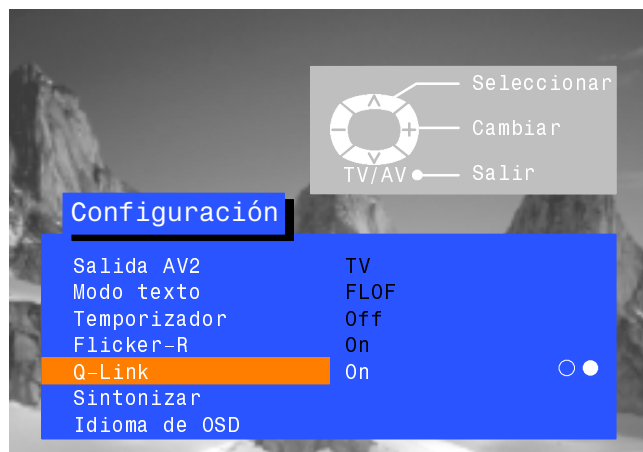 Seleccionar
Cambiar
TV/AV Salir
Configuración
Salida AV2 TV
Modo texto FLOF
Temporizador Off
Flicker-R On
Q-Link On
Sintonizar
Idioma de OSD